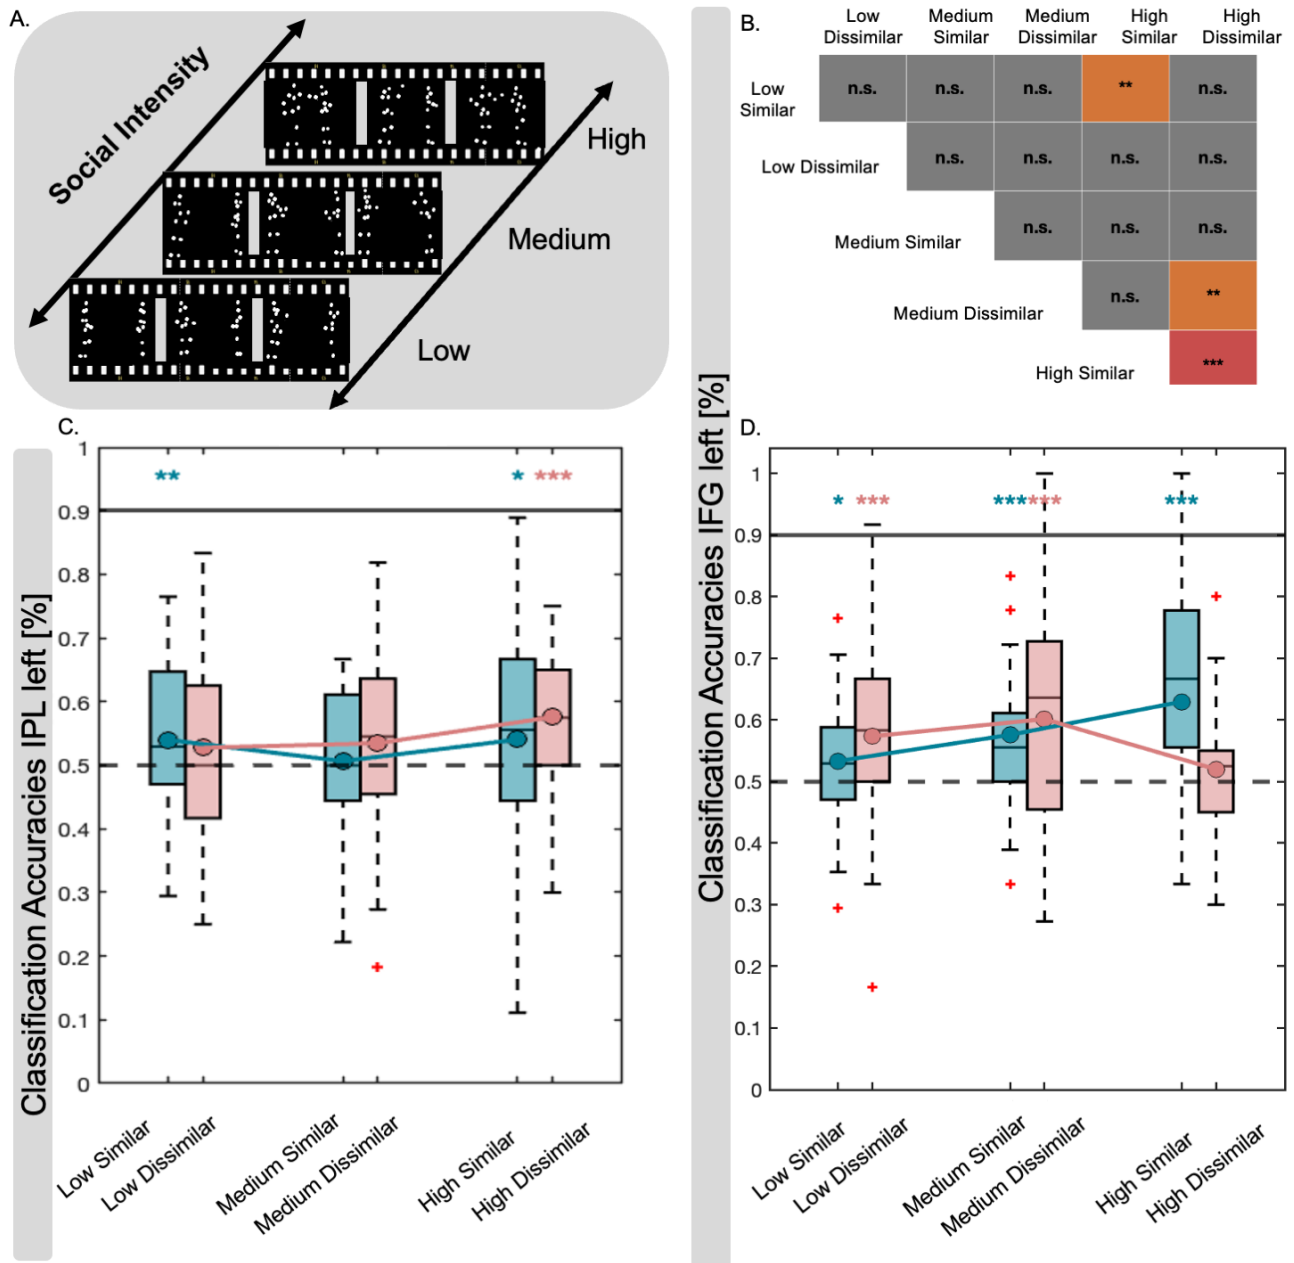 A.
Social Intensity
High
Medium
Low
B.
Low Dissimilar
Medium Similar
Medium Dissimilar
High Similar
High Dissimilar
Low Similar
n.s. n.s. n.s. ** n.s.
Low Dissimilar
n.s. n.s. n.s. n.s.
Medium Similar
n.s. n.s. n.s.
Medium Dissimilar
n.s. **
High Similar
***
C.
Classification Accuracies IPL left [%]
** * ***
1
0.9
0.8
0.7
0.6
0.5
0.4
0.3
0.2
0.1
0
Low Similar
Low Dissimilar
Medium Similar
Medium Dissimilar
High Similar
High Dissimilar
D.
Classification Accuracies IFG left [%]
* *** *** *** ***
1
0.9
0.8
0.7
0.6
0.5
0.4
0.3
0.2
0.1
0
Low Similar
Low Dissimilar
Medium Similar
Medium Dissimilar
High Similar
High Dissimilar